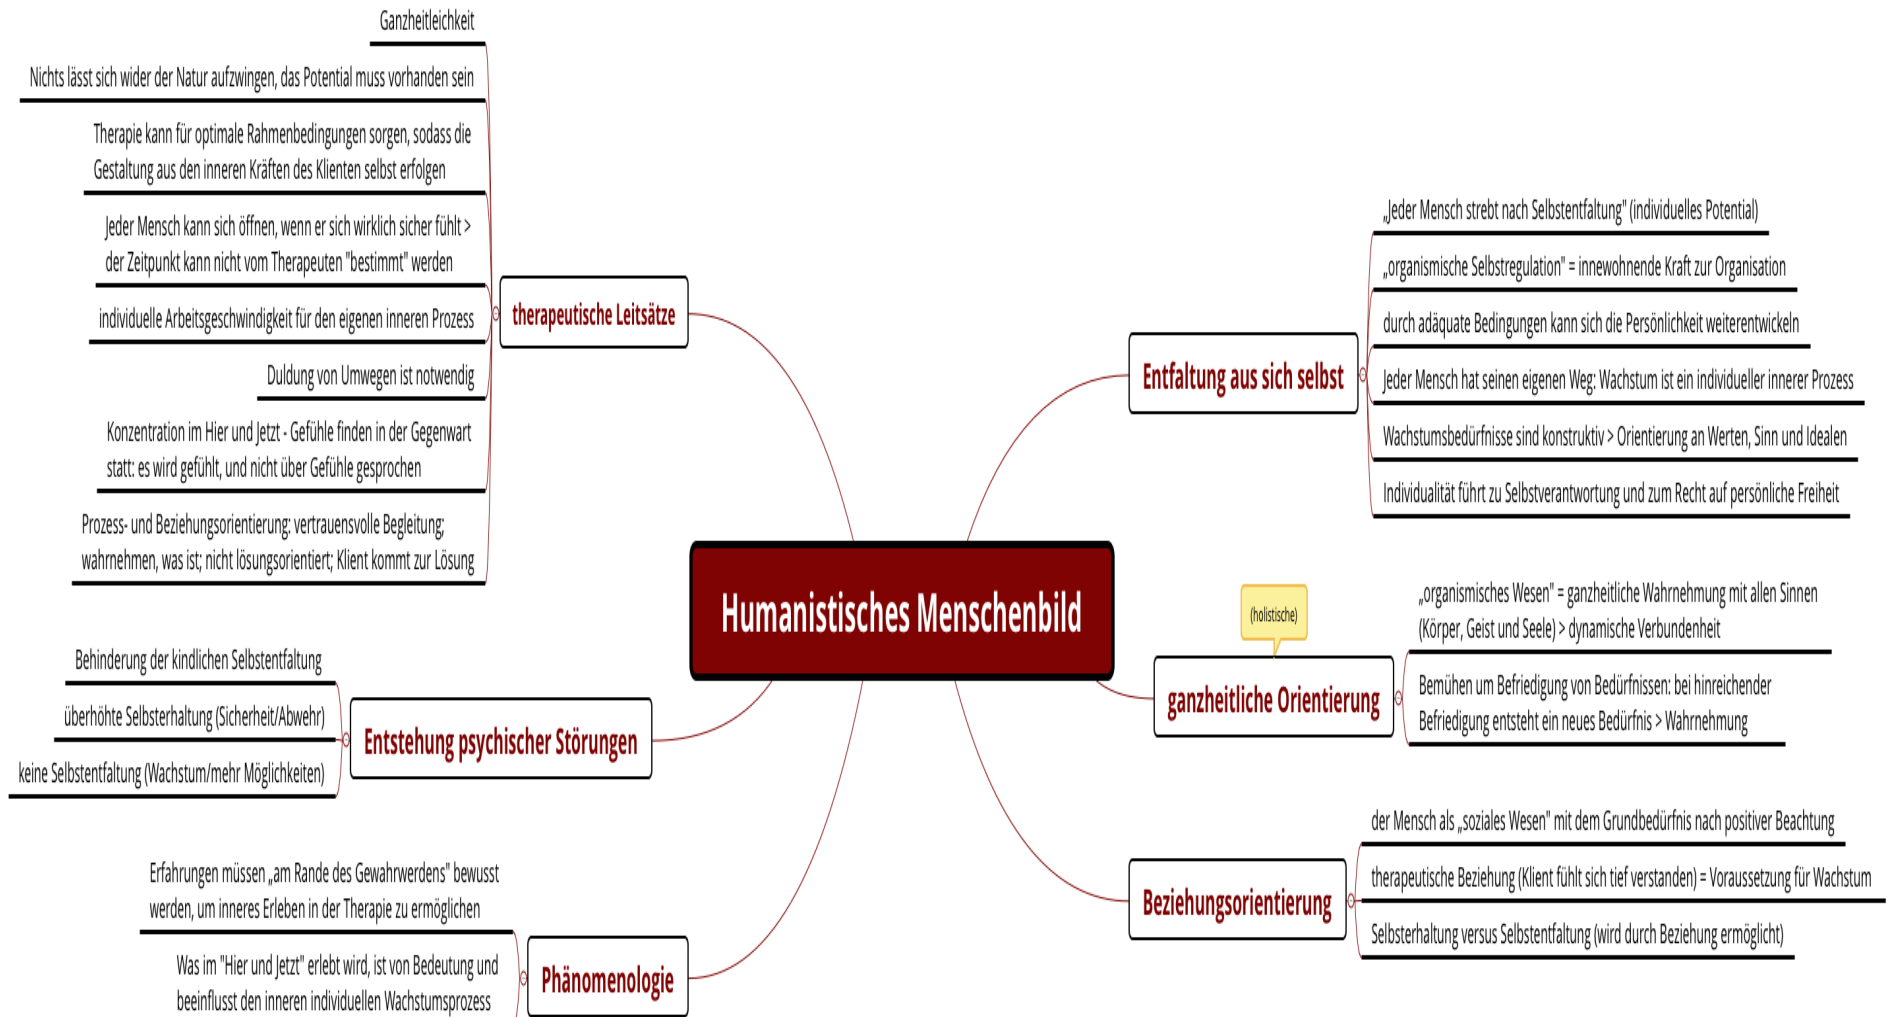 Humanistisches Menschenbild
therapeutische Leitsätze
Ganzheitleichkeit
Nichts lässt sich wider der Natur aufzwingen, das Potential muss vorhanden sein
Therapie kann für optimale Rahmenbedingungen sorgen, sodass die
Gestaltung aus den inneren Kräften des Klienten selbst erfolgen
Jeder Mensch kann sich öffnen, wenn er sich wirklich sicher fühlt >
der Zeitpunkt kann nicht vom Therapeuten "bestimmt" werden
individuelle Arbeitsgeschwindigkeit für den eigenen inneren Prozess
Duldung von Umwegen ist notwendig
Konzentration im Hier und Jetzt - Gefühle finden in der Gegenwart
statt: es wird gefühlt, und nicht über Gefühle gesprochen
Prozess- und Beziehungsorientierung: vertrauensvolle Begleitung;
wahrnehmen, was ist; nicht lösungsorientiert; Klient kommt zur Lösung
Entstehung psychischer Störungen
Behinderung der kindlichen Selbstentfaltung
überhöhte Selbsterhaltung (Sicherheit/Abwehr)
keine Selbstentfaltung (Wachstum/mehr Möglichkeiten)
Phänomenologie
Erfahrungen müssen „am Rande des Gewahrwerdens" bewusst
werden, um inneres Erleben in der Therapie zu ermöglichen
Was im "Hier und Jetzt" erlebt wird, ist von Bedeutung und
beeinflusst den inneren individuellen Wachstumsprozess
Entfaltung aus sich selbst
„Jeder Mensch strebt nach Selbstentfaltung" (individuelles Potential)
„organismische Selbstregulation" = innewohnende Kraft zur Organisation
durch adäquate Bedingungen kann sich die Persönlichkeit weiterentwickeln
Jeder Mensch hat seinen eigenen Weg: Wachstum ist ein individueller innerer Prozess
Wachstumsbedürfnisse sind konstruktiv > Orientierung an Werten, Sinn und Idealen
Individualität führt zu Selbstverantwortung und zum Recht auf persönliche Freiheit
(holistische)
ganzheitliche Orientierung
„organismisches Wesen" = ganzheitliche Wahrnehmung mit allen Sinnen
(Körper, Geist und Seele) > dynamische Verbundenheit
Bemühen um Befriedigung von Bedürfnissen: bei hinreichender
Befriedigung entsteht ein neues Bedürfnis > Wahrnehmung
Beziehungsorientierung
der Mensch als „soziales Wesen" mit dem Grundbedürfnis nach positiver Beachtung
therapeutische Beziehung (Klient fühlt sich tief verstanden) = Voraussetzung für Wachstum
Selbsterhaltung versus Selbstentfaltung (wird durch Beziehung ermöglicht)